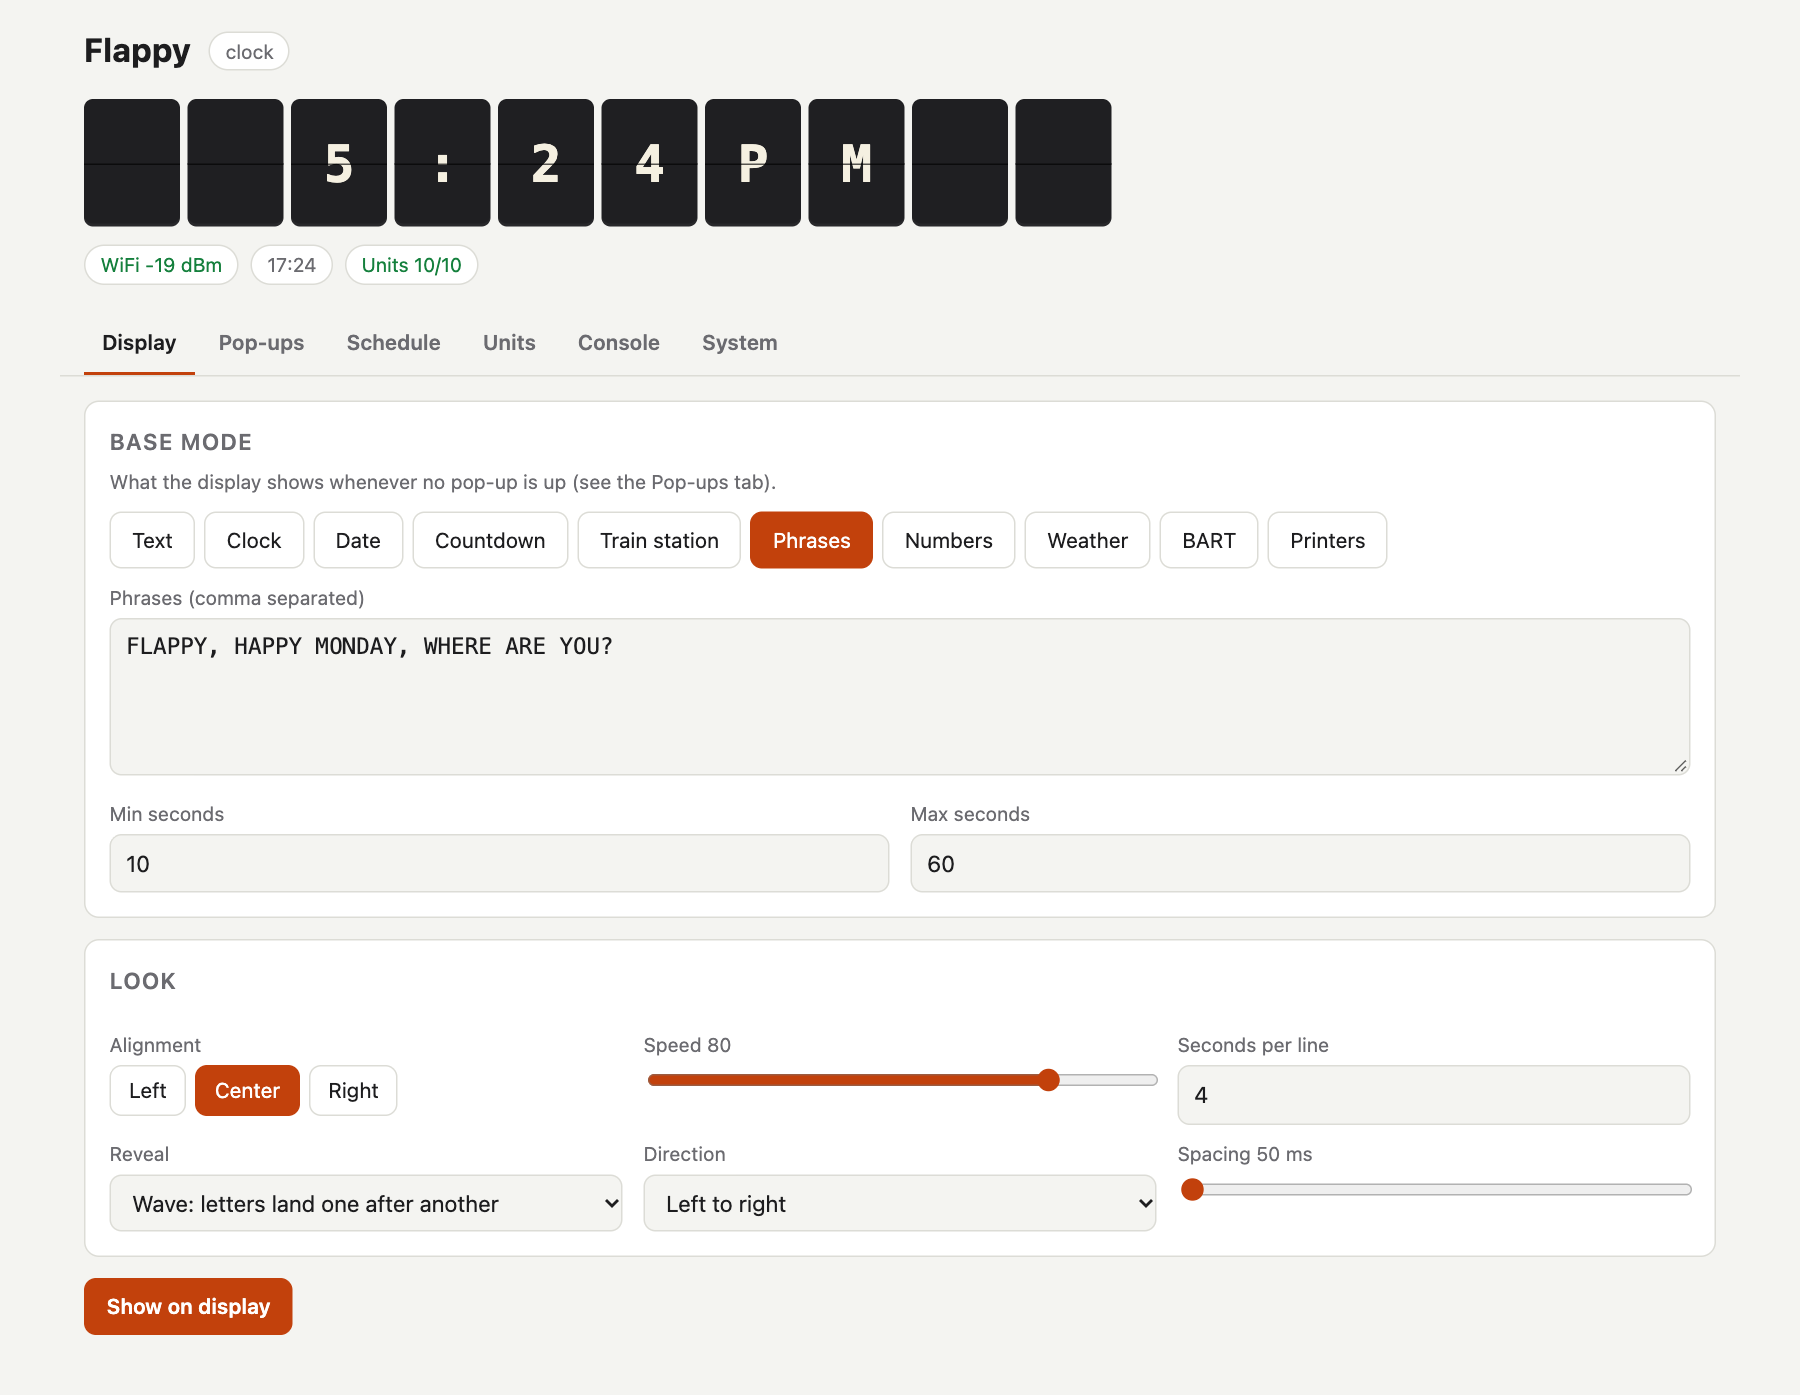 Flappy clock
5:24PM
WiFi -19 dBm 17:24 Units 10/10
Display Pop-ups Schedule Units Console System
BASE MODE
What the display shows whenever no pop-up is up (see the Pop-ups tab).
Text Clock Date Countdown Train station Phrases Numbers Weather BART Printers
Phrases (comma separated)
FLAPPY, HAPPY MONDAY, WHERE ARE YOU?
Min seconds Max seconds
10 60
LOOK
Alignment Speed 80 Seconds per line
Left Center Right 4
Reveal Direction Spacing 50 ms
Wave: letters land one after another Left to right
Show on display